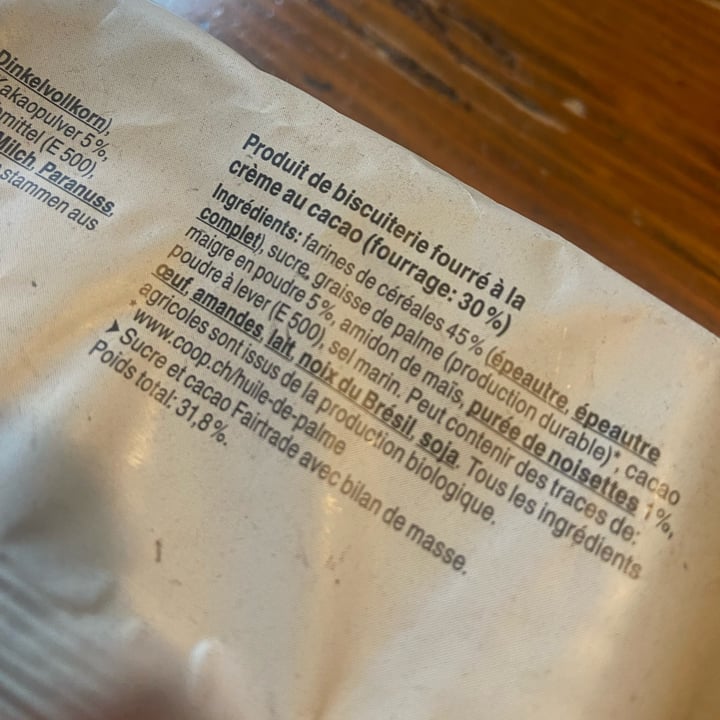 Dinkelvollkorn),
Kakaopulver 5%,
mittel (E 500),
Milch, Paranuss,
stammen aus
Produit de biscuiterie fourré à la
crème au cacao (fourrage: 30%)
Ingrédients: farines de céréales 45% (épeautre, épeautre
complet), sucre, graisse de palme (production durable)*, cacao
maigre en poudre 5%, amidon de maïs, purée de noisettes 1%,
poudre à lever (E 500), sel marin. Peut contenir des traces de:
œuf, amandes, lait, noix du Brésil, soja. Tous les ingrédients
agricoles sont issus de la production biologique.
* www.coop.ch/huile-de-palme
➤ Sucre et cacao Fairtrade avec bilan de masse.
Poids total: 31,8%.